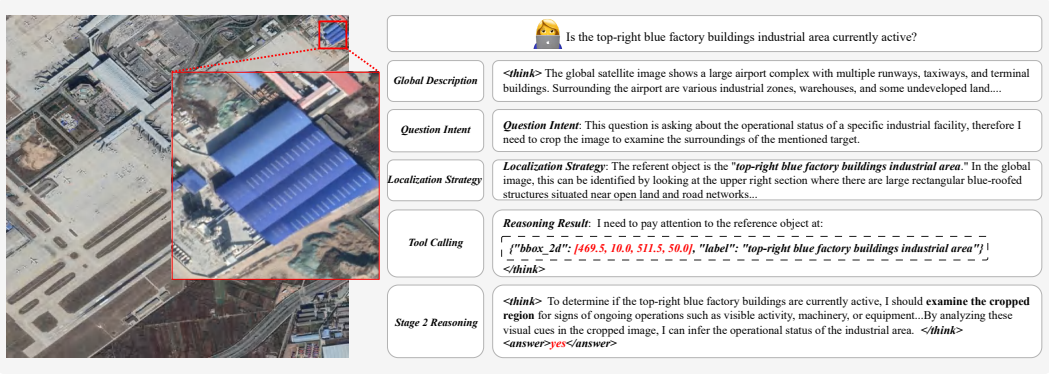 Is the top-right blue factory buildings industrial area currently active?
Global Description
<think> The global satellite image shows a large airport complex with multiple runways, taxiways, and terminal
buildings. Surrounding the airport are various industrial zones, warehouses, and some undeveloped land....
Question Intent
Question Intent: This question is asking about the operational status of a specific industrial facility, therefore I
need to crop the image to examine the surroundings of the mentioned target.
Localization Strategy
Localization Strategy: The referent object is the "top-right blue factory buildings industrial area." In the global
image, this can be identified by looking at the upper right section where there are large rectangular blue-roofed
structures situated near open land and road networks...
Tool Calling
Reasoning Result: I need to pay attention to the reference object at:
{"bbox_2d": [469.5, 10.0, 511.5, 50.0], "label": "top-right blue factory buildings industrial area"}
</think>
Stage 2 Reasoning
<think> To determine if the top-right blue factory buildings are currently active, I should examine the cropped
region for signs of ongoing operations such as visible activity, machinery, or equipment...By analyzing these
visual cues in the cropped image, I can infer the operational status of the industrial area. </think>
<answer>yes</answer>